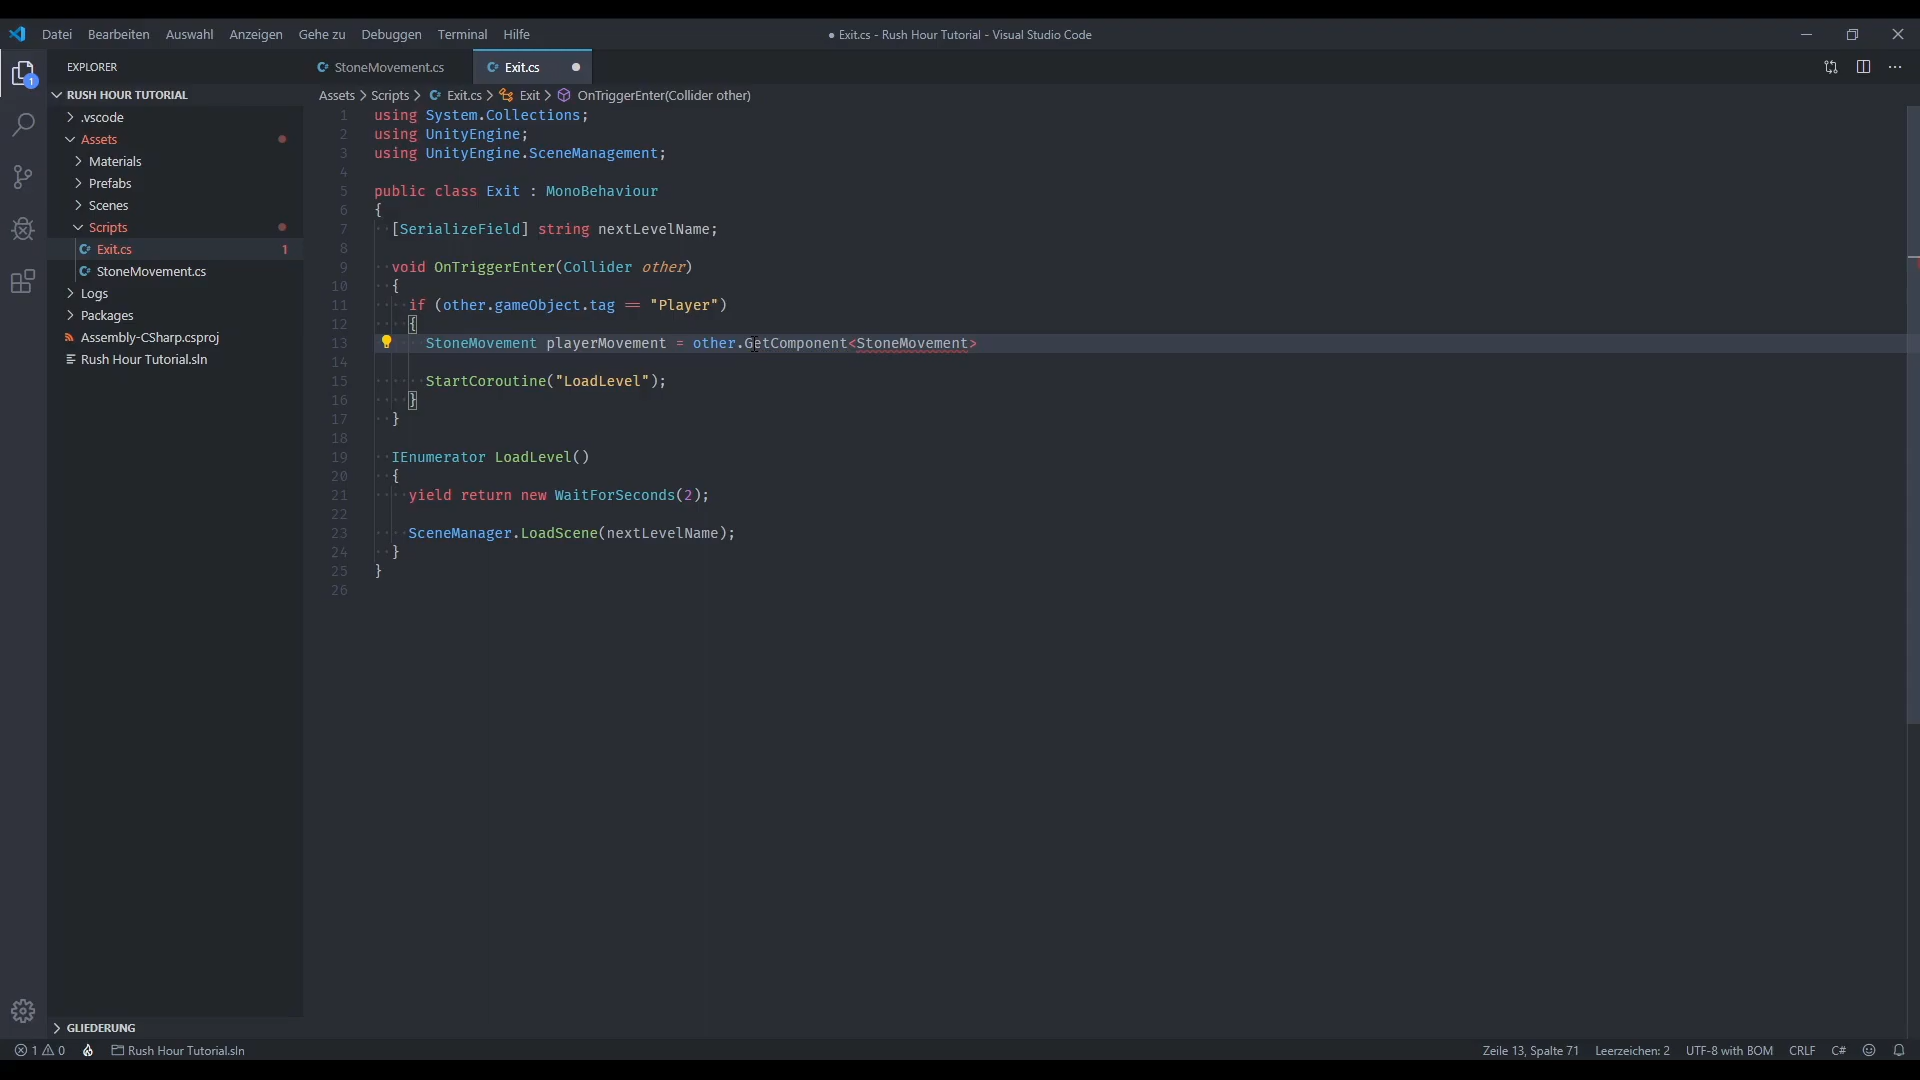 Datei Bearbeiten Auswahl Anzeigen Gehe zu Debuggen Terminal Hilfe
● Exit.cs - Rush Hour Tutorial - Visual Studio Code
EXPLORER
RUSH HOUR TUTORIAL
.vscode
Assets
Materials
Prefabs
Scenes
Scripts
C# Exit.cs 1
C# StoneMovement.cs
Logs
Packages
Assembly-CSharp.csproj
Rush Hour Tutorial.sln
GLIEDERUNG
1
C# StoneMovement.cs C# Exit.cs ●
Assets > Scripts > C# Exit.cs > Exit > OnTriggerEnter(Collider other)
1 using System.Collections;
2 using UnityEngine;
3 using UnityEngine.SceneManagement;
4
5 public class Exit : MonoBehaviour
6 {
7 [SerializeField] string nextLevelName;
8
9 void OnTriggerEnter(Collider other)
10 {
11 if (other.gameObject.tag == "Player")
12 {
13 StoneMovement playerMovement = other.GetComponent<StoneMovement>
14
15 StartCoroutine("LoadLevel");
16 }
17 }
18
19 IEnumerator LoadLevel()
20 {
21 yield return new WaitForSeconds(2);
22
23 SceneManager.LoadScene(nextLevelName);
24 }
25 }
26
1 0 Rush Hour Tutorial.sln Zeile 13, Spalte 71 Leerzeichen: 2 UTF-8 with BOM CRLF C#